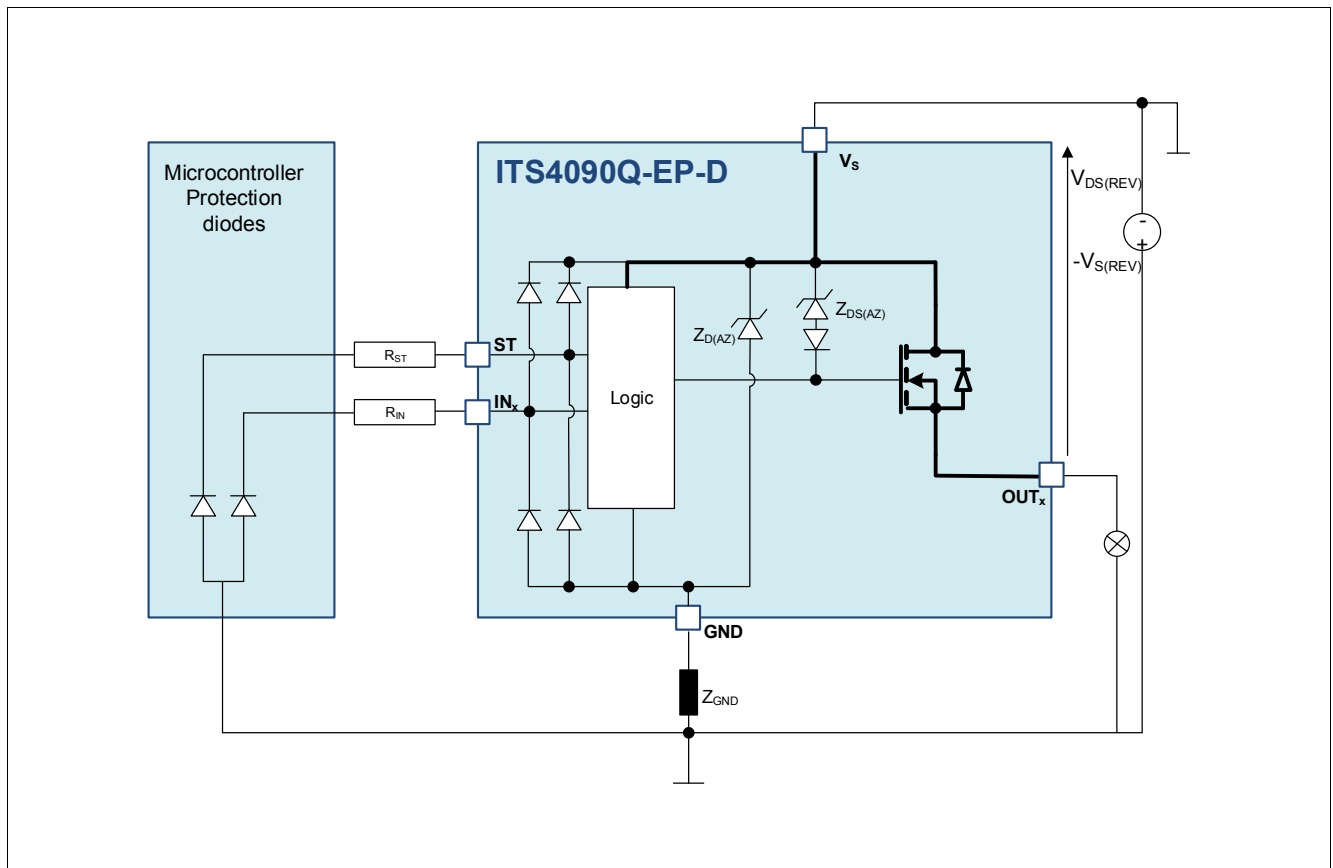 Microcontroller
Protection
diodes
ITS4090Q-EP-D
VS
VDS(REV)
-
+
-VS(REV)
ZDS(AZ)
ZD(AZ)
RST
ST
RIN
INx
Logic
OUTx
GND
ZGND